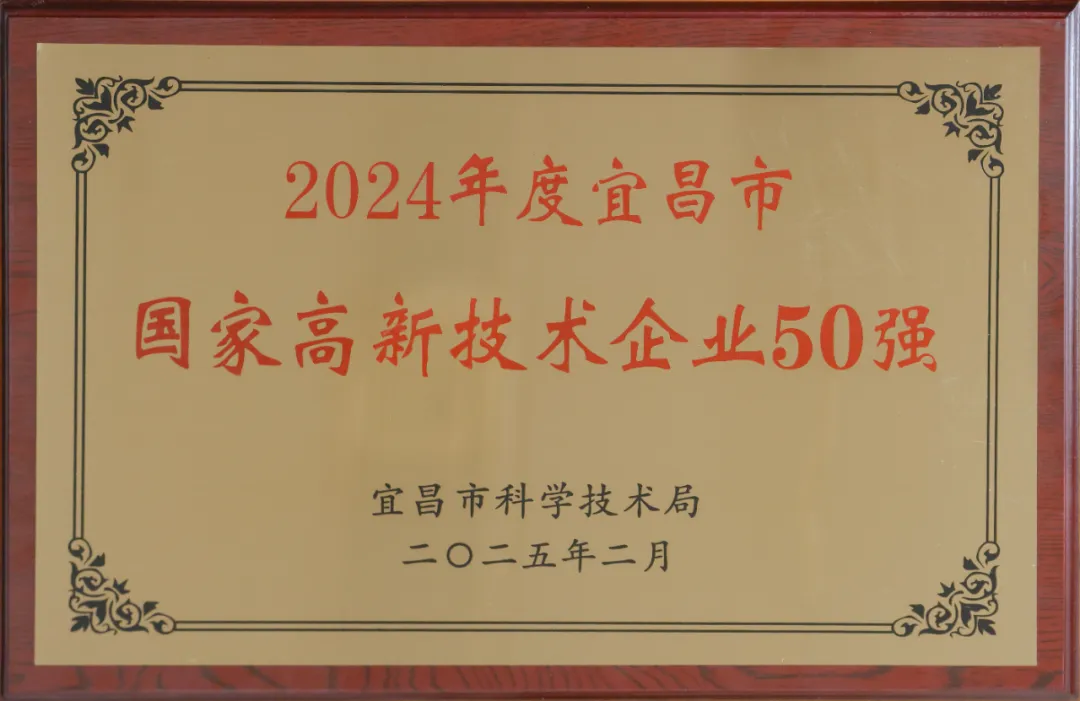 2024年度宜昌市
国家高新技术企业50强
宜昌市科学技术局
二〇二五年二月